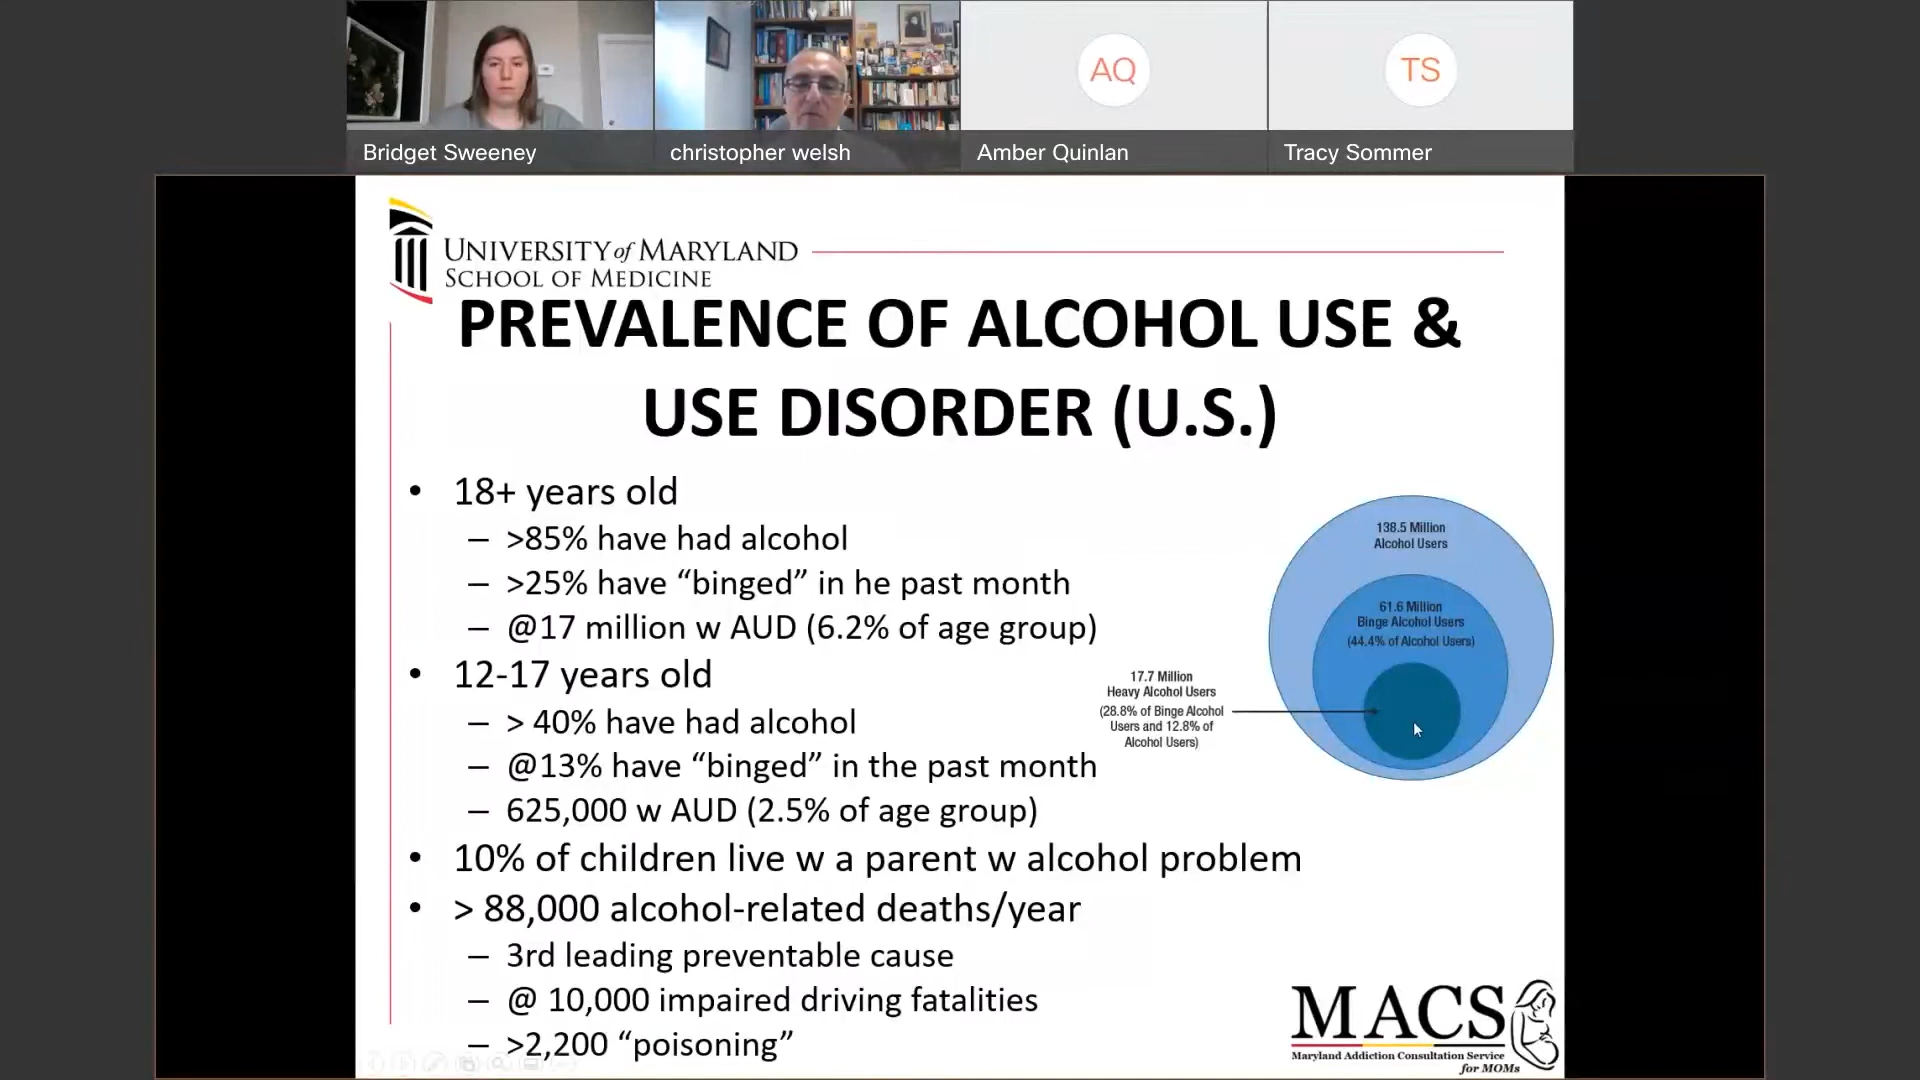 AQ
TS
Bridget Sweeney
christopher welsh
Amber Quinlan
Tracy Sommer
UNIVERSITY of MARYLAND
SCHOOL OF MEDICINE
PREVALENCE OF ALCOHOL USE &
USE DISORDER (U.S.)
• 18+ years old
– >85% have had alcohol
– >25% have “binged” in he past month
– @17 million w AUD (6.2% of age group)
• 12-17 years old
– > 40% have had alcohol
– @13% have “binged” in the past month
– 625,000 w AUD (2.5% of age group)
• 10% of children live w a parent w alcohol problem
• > 88,000 alcohol-related deaths/year
– 3rd leading preventable cause
– @ 10,000 impaired driving fatalities
– >2,200 “poisoning”
138.5 Million
Alcohol Users
61.6 Million
Binge Alcohol Users
(44.4% of Alcohol Users)
17.7 Million
Heavy Alcohol Users
(28.8% of Binge Alcohol
Users and 12.8% of
Alcohol Users)
MACS
Maryland Addiction Consultation Service
for MOMs